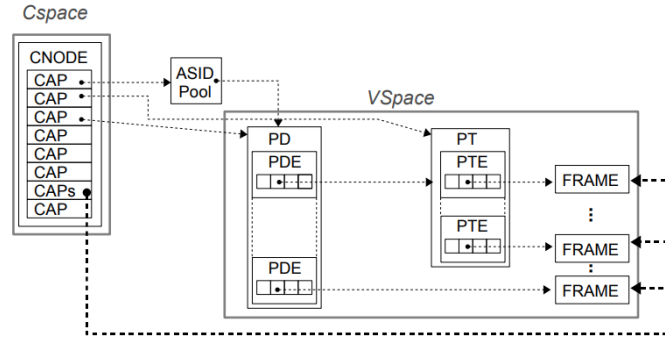 Cspace
CNODE
CAP
CAP
CAP
CAP
CAP
CAP
CAPs
CAP
ASID
Pool
VSpace
PD
PDE
PDE
PT
PTE
PTE
FRAME
⋮
FRAME
⋮
FRAME